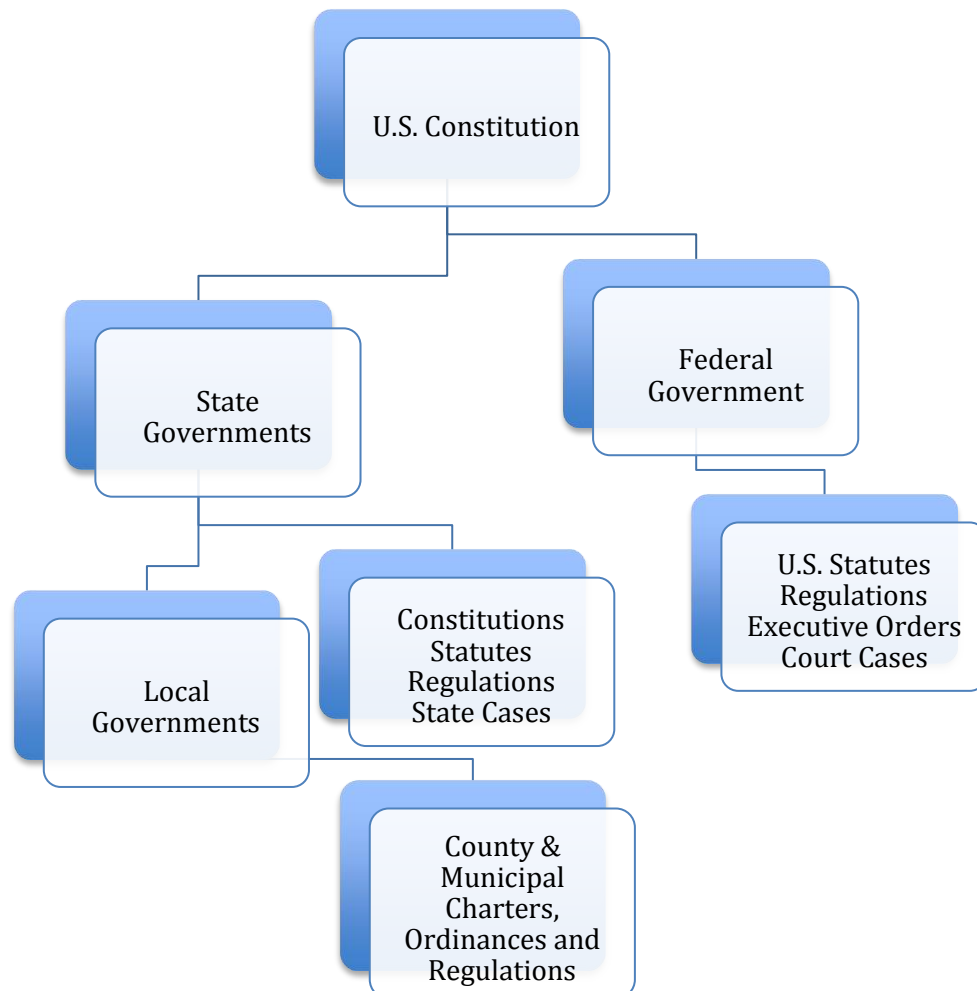 U.S. Constitution
Federal
Government
State
Governments
U.S. Statutes
Regulations
Executive Orders
Court Cases
Constitutions
Statutes
Regulations
State Cases
Local
Governments
County &
Municipal
Charters,
Ordinances and
Regulations